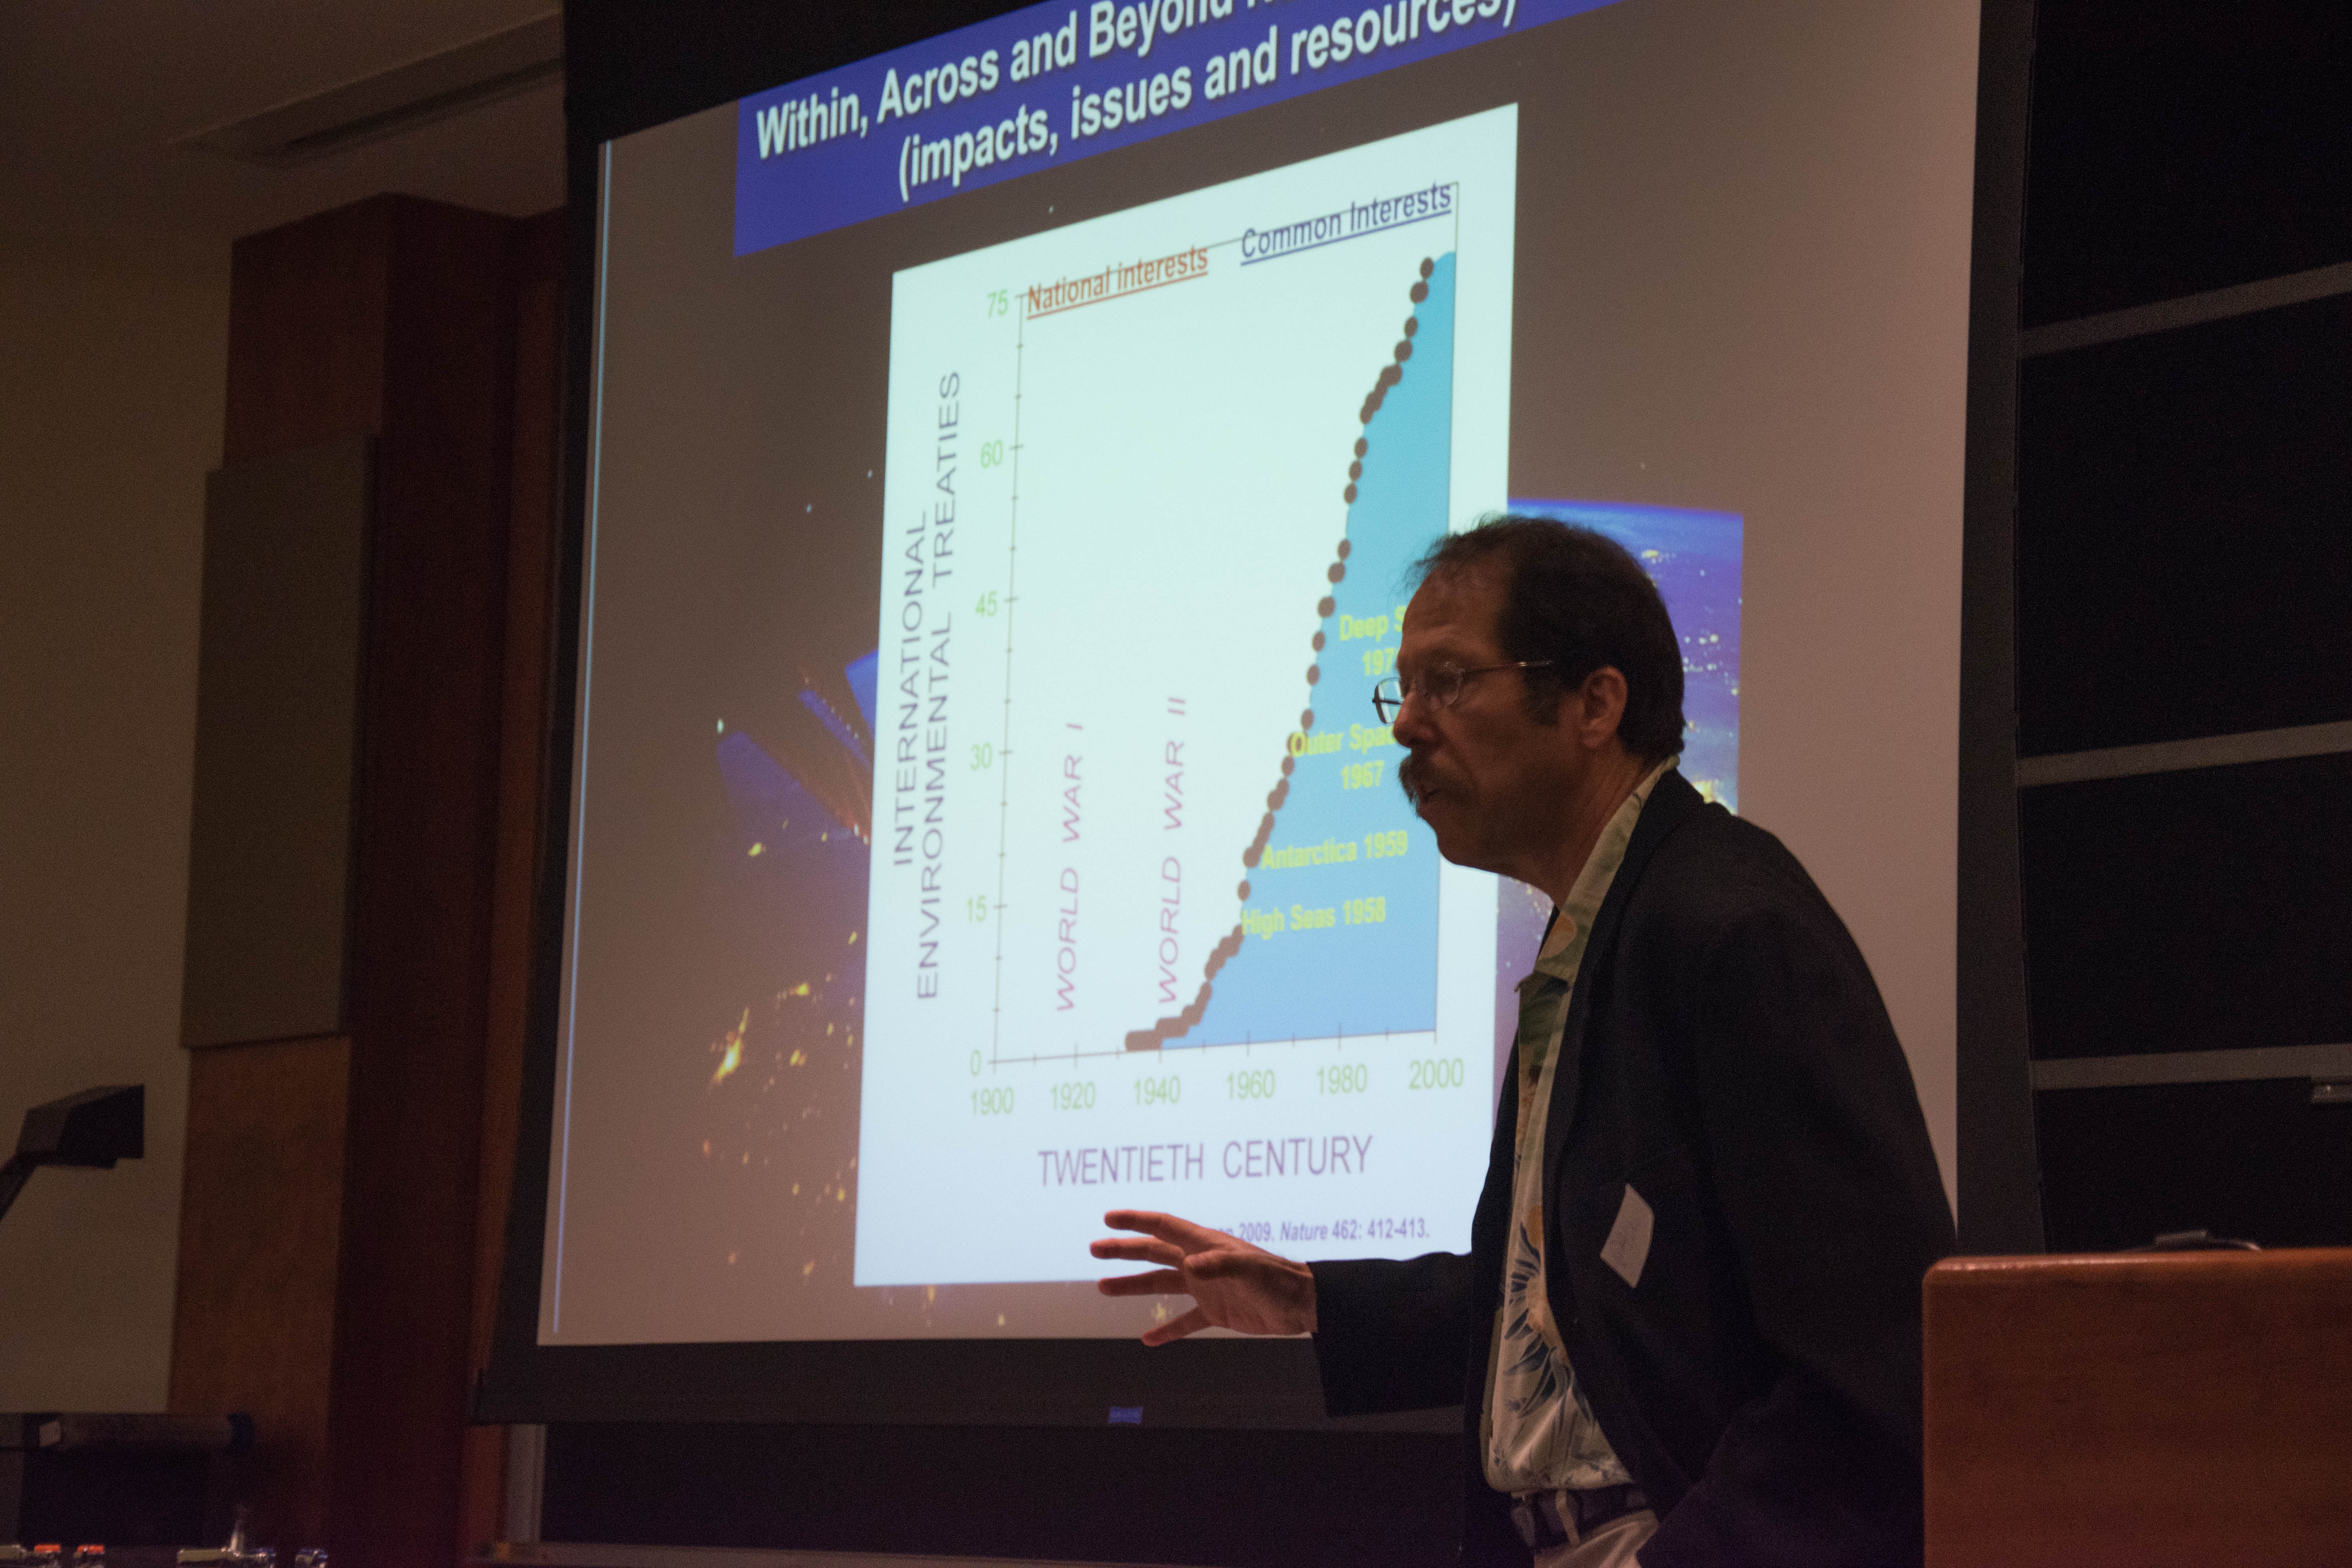 Within, Across and Beyond
(impacts, issues and resources)
National interests
Common Interests
75
60
45
30
15
0
INTERNATIONAL
ENVIRONMENTAL TREATIES
WORLD WAR I
WORLD WAR II
Deep
Outer
1967
Antarctica 1959
High Seas 1958
1900 1920 1940 1960 1980 2000
TWENTIETH CENTURY
2009. Nature 462: 412-413.